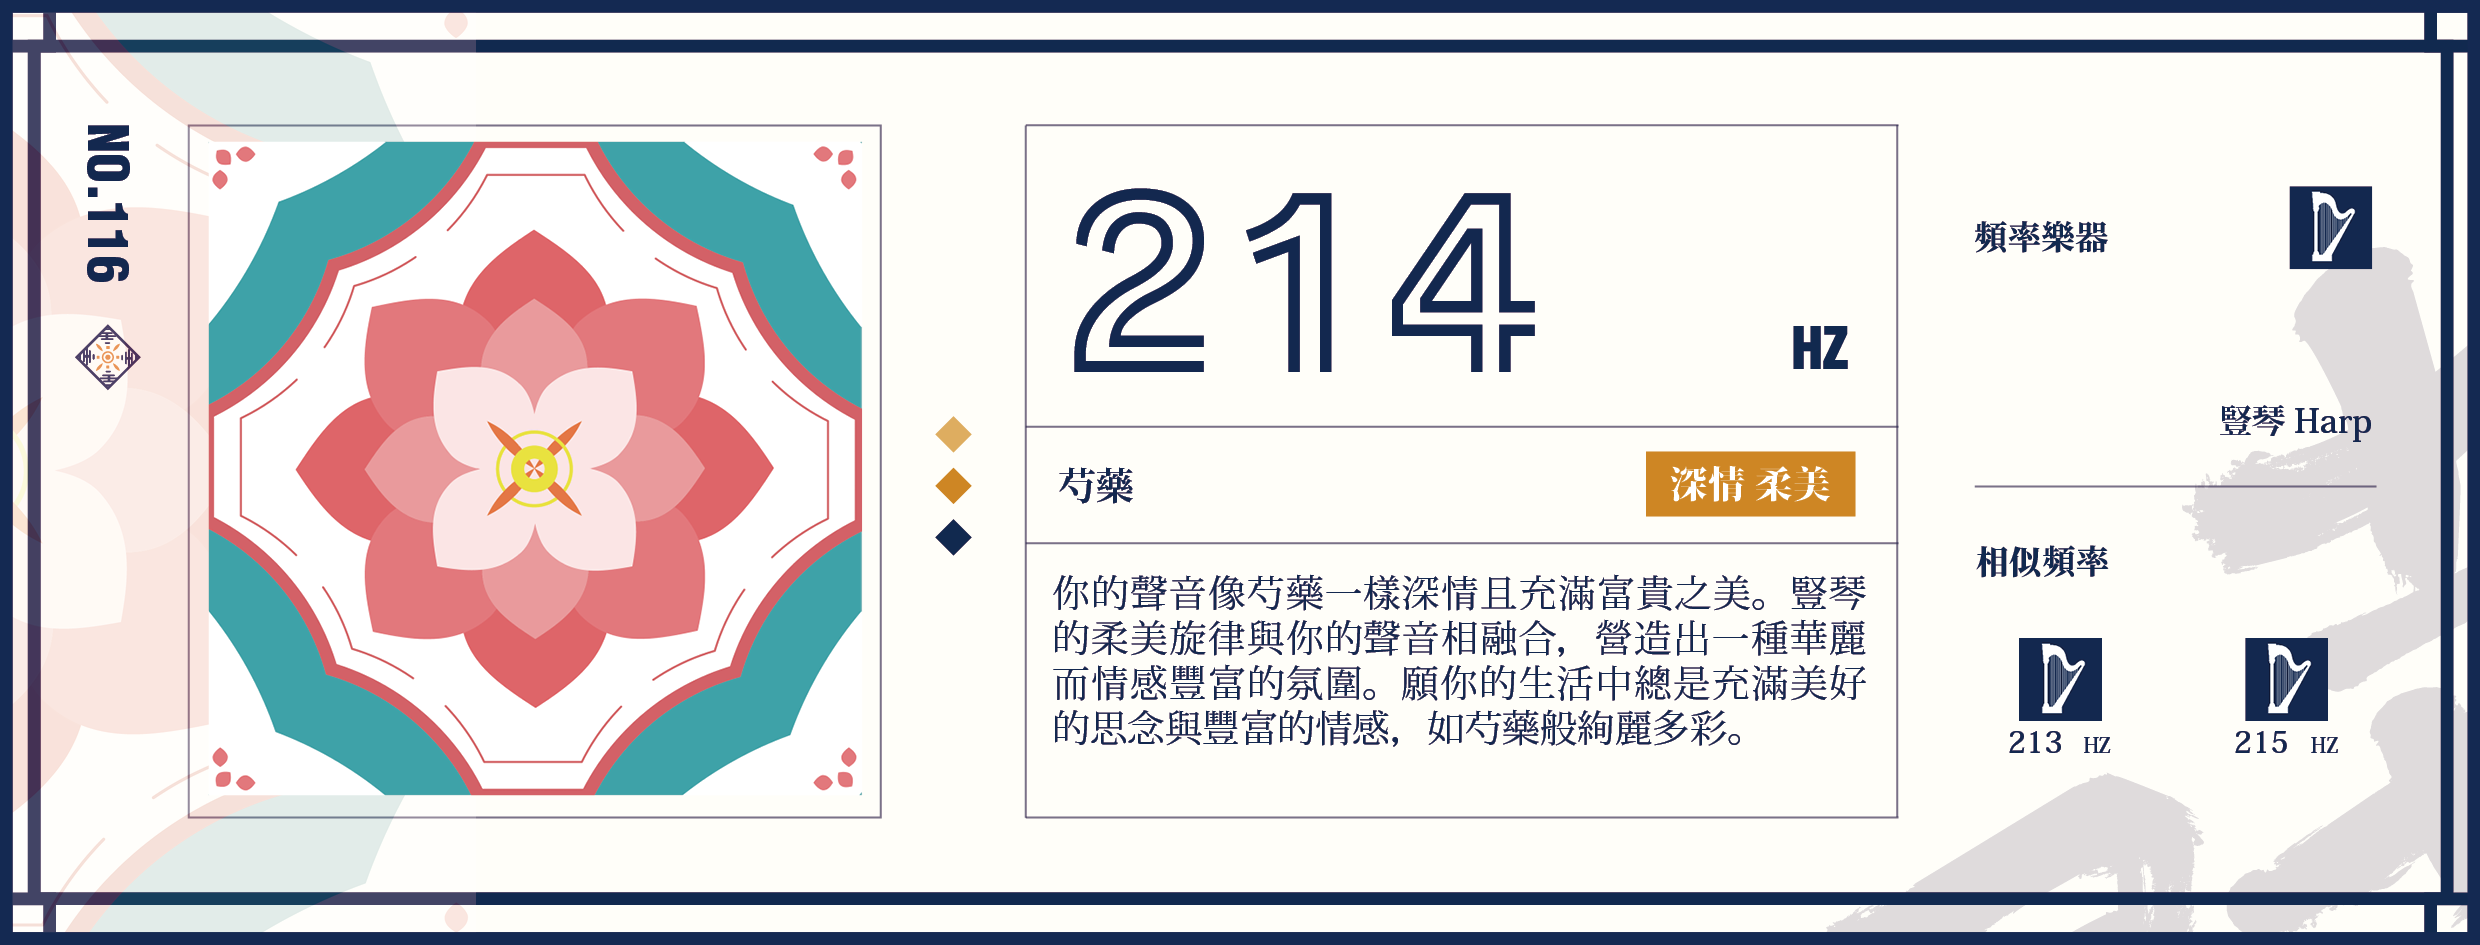 NO.116
214
HZ
芍藥
深情 柔美
你的聲音像芍藥一樣深情且充滿富貴之美。豎琴
的柔美旋律與你的聲音相融合，營造出一種華麗
而情感豐富的氛圍。願你的生活中總是充滿美好
的思念與豐富的情感，如芍藥般絢麗多彩。
頻率樂器
豎琴 Harp
相似頻率
213 HZ
215 HZ